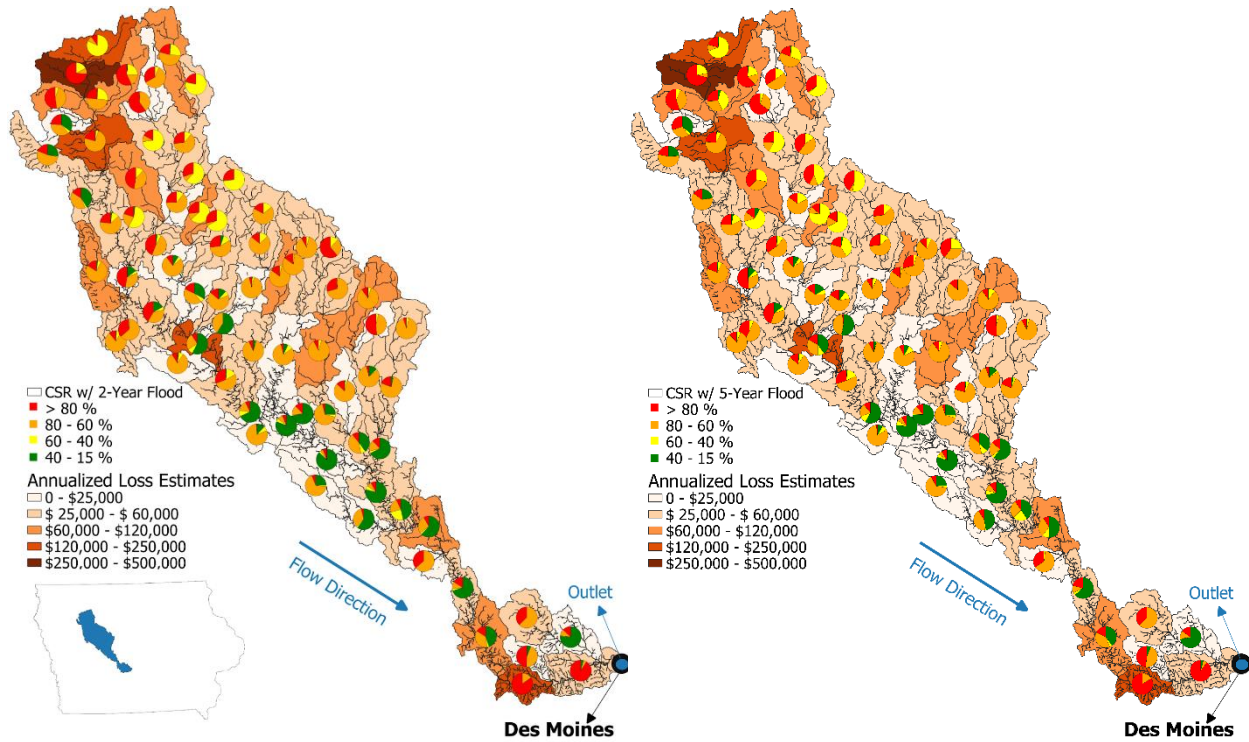 CSR w/ 2-Year Flood
> 80 %
80 - 60 %
60 - 40 %
40 - 15 %
Annualized Loss Estimates
0 - $25,000
$ 25,000 - $ 60,000
$60,000 - $120,000
$120,000 - $250,000
$250,000 - $500,000
Flow Direction
Outlet
Des Moines
CSR w/ 5-Year Flood
> 80 %
80 - 60 %
60 - 40 %
40 - 15 %
Annualized Loss Estimates
0 - $25,000
$ 25,000 - $ 60,000
$60,000 - $120,000
$120,000 - $250,000
$250,000 - $500,000
Flow Direction
Outlet
Des Moines